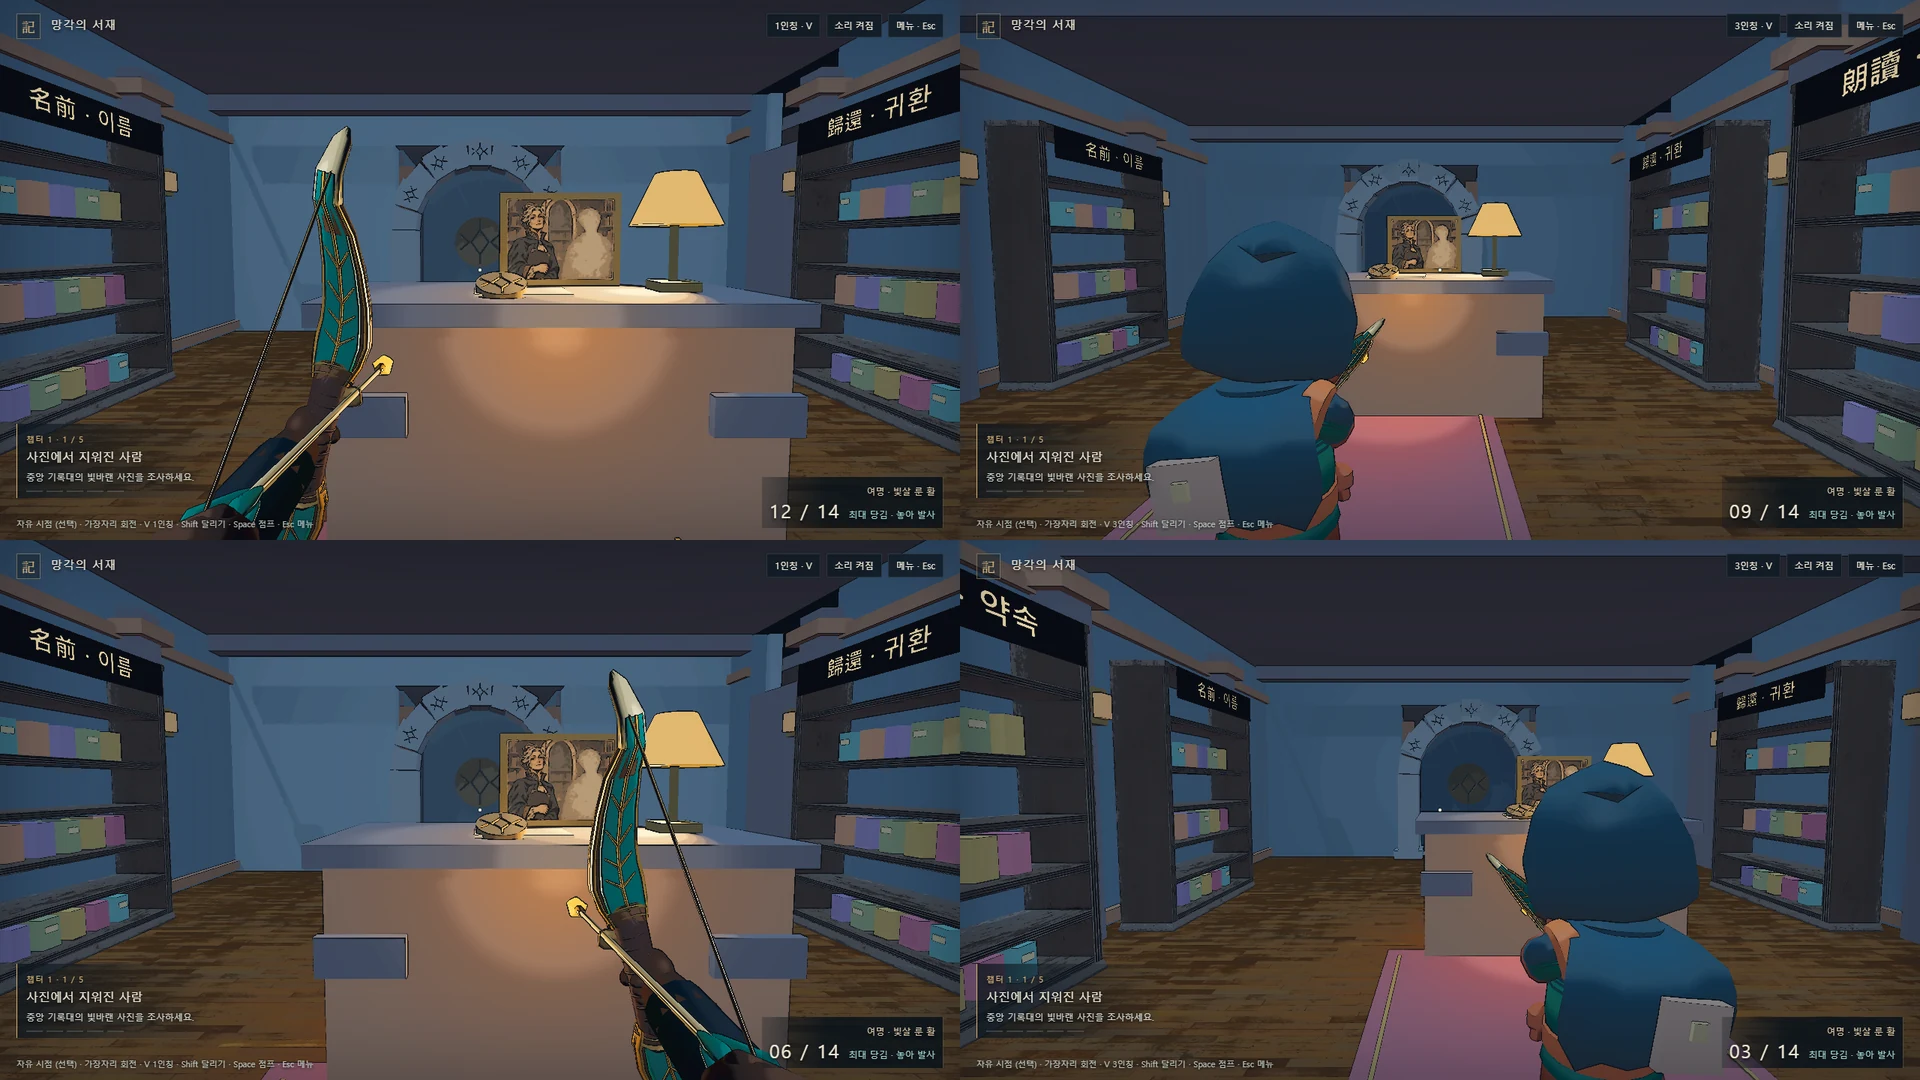 記 망각의 서재
1인칭 · V 소리 켜짐 메뉴 · Esc
名前 · 이름
歸還 · 귀환
챕터 1 · 1 / 5
사진에서 지워진 사람
중앙 기록대의 빛바랜 사진을 조사하세요.
여명 · 빛살 룬 활
12 / 14 최대 당김 · 놓아 발사
자유 시점 (선택) · 가장자리 회전 · V 1인칭 · Shift 달리기 · Space 점프 · Esc 메뉴
記 망각의 서재
3인칭 · V 소리 켜짐 메뉴 · Esc
朗讀 ·
名前 · 이름
歸還 · 귀환
챕터 1 · 1 / 5
사진에서 지워진 사람
중앙 기록대의 빛바랜 사진을 조사하세요.
여명 · 빛살 룬 활
09 / 14 최대 당김 · 놓아 발사
자유 시점 (선택) · 가장자리 회전 · V 3인칭 · Shift 달리기 · Space 점프 · Esc 메뉴
記 망각의 서재
1인칭 · V 소리 켜짐 메뉴 · Esc
名前 · 이름
歸還 · 귀환
챕터 1 · 1 / 5
사진에서 지워진 사람
중앙 기록대의 빛바랜 사진을 조사하세요.
여명 · 빛살 룬 활
06 / 14 최대 당김 · 놓아 발사
자유 시점 (선택) · 가장자리 회전 · V 1인칭 · Shift 달리기 · Space 점프 · Esc 메뉴
記 망각의 서재
3인칭 · V 소리 켜짐 메뉴 · Esc
· 약속
名前 · 이름
歸還 · 귀환
챕터 1 · 1 / 5
사진에서 지워진 사람
중앙 기록대의 빛바랜 사진을 조사하세요.
여명 · 빛살 룬 활
03 / 14 최대 당김 · 놓아 발사
자유 시점 (선택) · 가장자리 회전 · V 3인칭 · Shift 달리기 · Space 점프 · Esc 메뉴